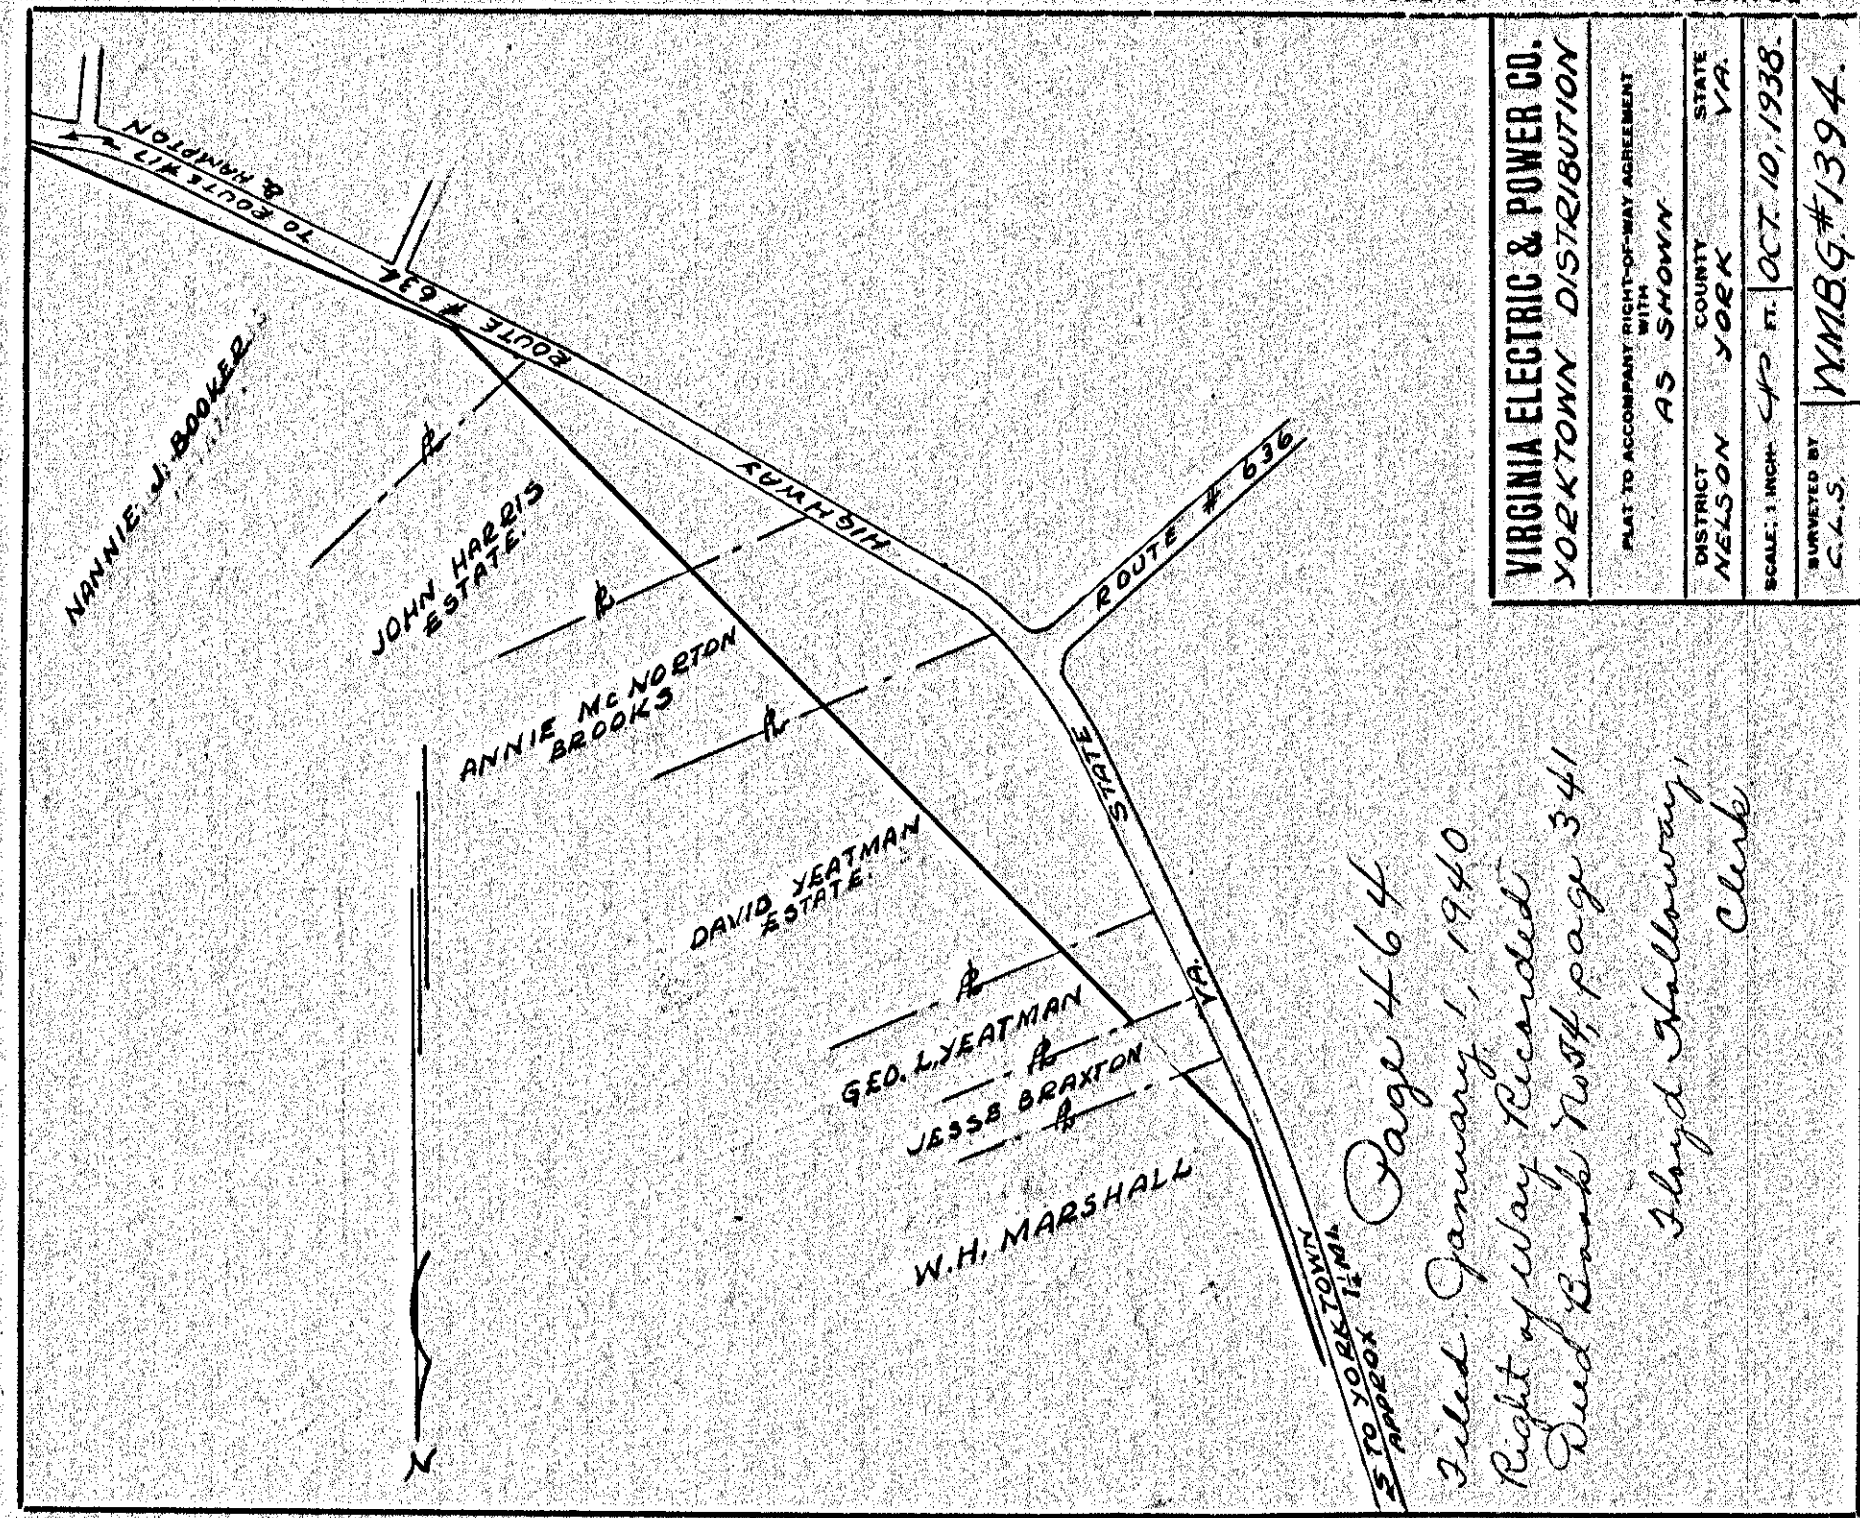 NANNIE J. BOOKER
JOHN HARRIS
ESTATE.
ANNIE McNORTON
BROOKS
DAVID YEATMAN
ESTATE.
GEO. L. YEATMAN
JESSE BRAXTON
W.H. MARSHALL
TO ROUTE #17
& HAMPTON
ROUTE # 634
HIGHWAY
STATE
VA.
ROUTE # 636
TO YORKTOWN
APPROX 1½ MI.
N
Page 464
Filed: January 1, 1940
Right of Way Recorded
Deed Book No 54, page 341
Floyd Holloway,
Clerk
VIRGINIA ELECTRIC & POWER CO.
YORKTOWN DISTRIBUTION
PLAT TO ACCOMPANY RIGHT-OF-WAY AGREEMENT
WITH
AS SHOWN
DISTRICT COUNTY STATE
NELSON YORK VA.
SCALE: 1 INCH= FT. OCT. 10, 1938.
SURVEYED BY
C.L.S. WMBG.#1394.